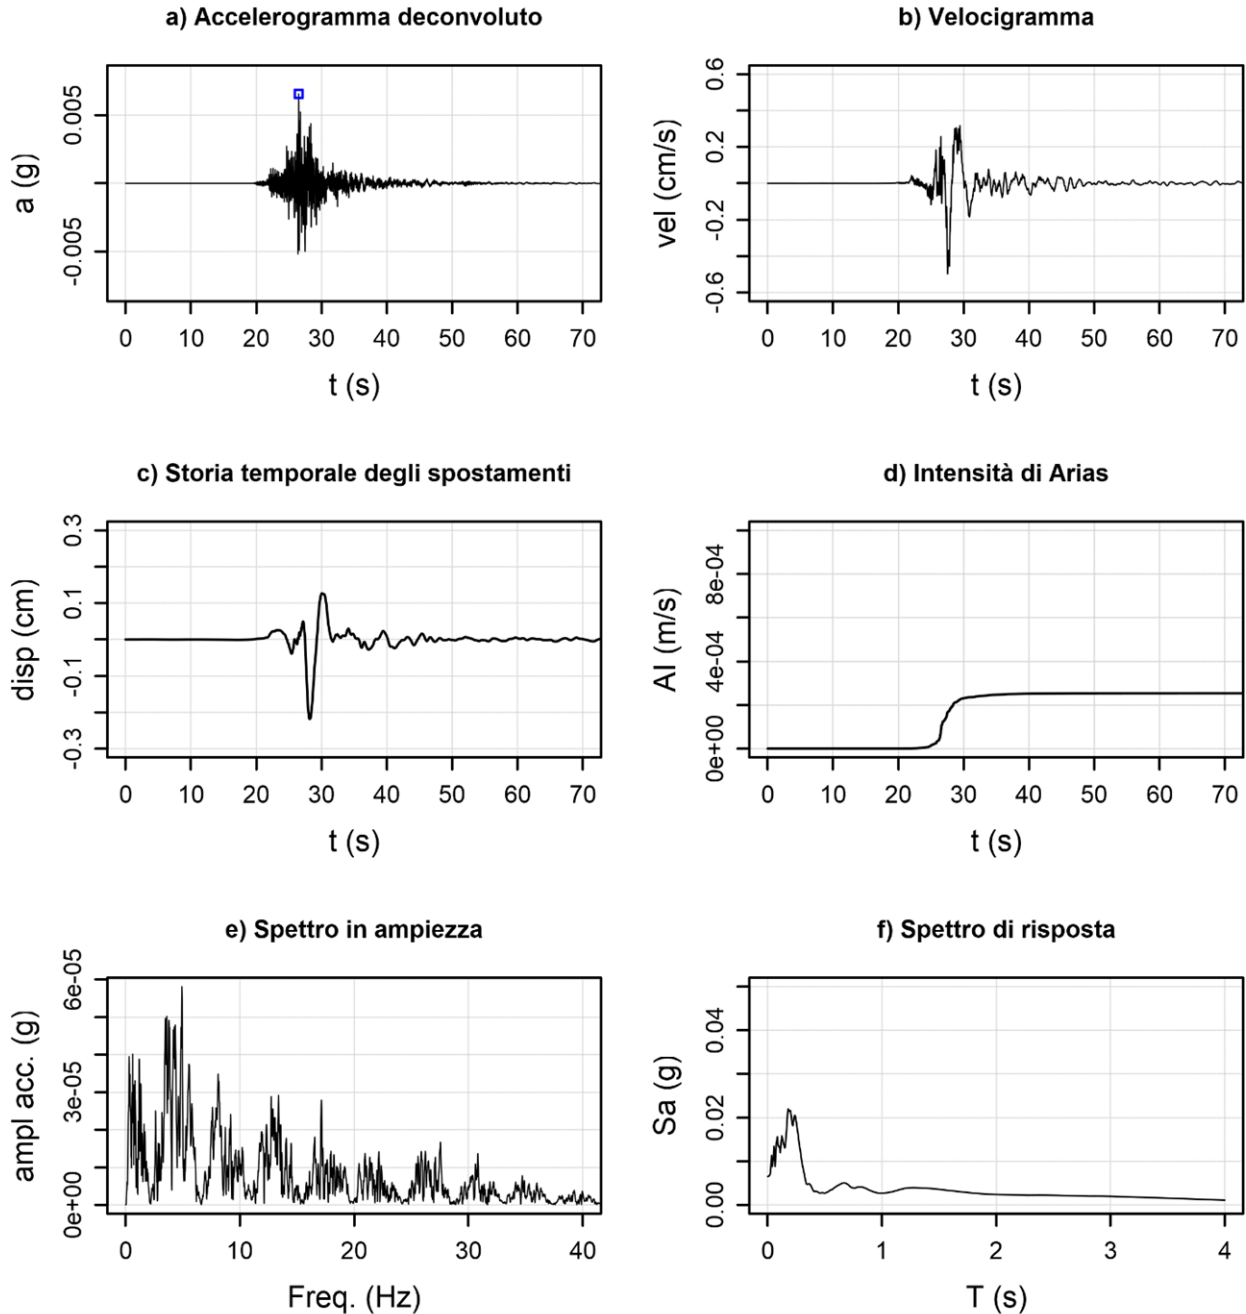 a) Accelerogramma deconvoluto
a (g)
0.005
-0.005
0 10 20 30 40 50 60 70
t (s)
b) Velocigramma
vel (cm/s)
0.6
0.2
-0.2
-0.6
0 10 20 30 40 50 60 70
t (s)
c) Storia temporale degli spostamenti
disp (cm)
0.3
0.1
-0.1
-0.3
0 10 20 30 40 50 60 70
t (s)
d) Intensità di Arias
AI (m/s)
8e-04
4e-04
0e+00
0 10 20 30 40 50 60 70
t (s)
e) Spettro in ampiezza
ampl acc. (g)
6e-05
3e-05
0e+00
0 10 20 30 40
Freq. (Hz)
f) Spettro di risposta
Sa (g)
0.04
0.02
0.00
0 1 2 3 4
T (s)